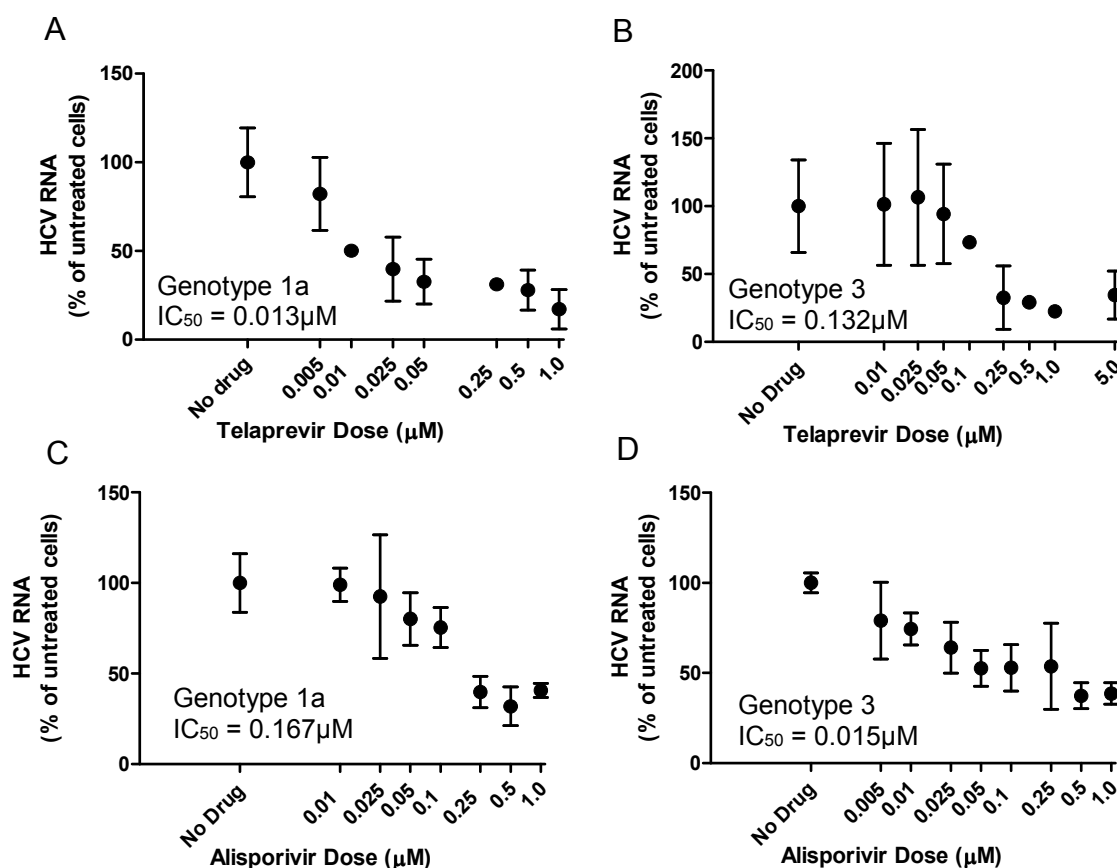 A
HCV RNA
(% of untreated cells)
150
100
50
0
Genotype 1a
IC₅₀ = 0.013µM
No drug
0.005
0.01
0.025
0.05
0.25
0.5
1.0
Telaprevir Dose (µM)
B
HCV RNA
(% of untreated cells)
200
150
100
50
0
Genotype 3
IC₅₀ = 0.132µM
No Drug
0.01
0.025
0.05
0.1
0.25
0.5
1.0
5.0
Telaprevir Dose (µM)
C
HCV RNA
(% of untreated cells)
150
100
50
0
Genotype 1a
IC₅₀ = 0.167µM
No Drug
0.01
0.025
0.05
0.1
0.25
0.5
1.0
Alisporivir Dose (µM)
D
HCV RNA
(% of untreated cells)
150
100
50
0
Genotype 3
IC₅₀ = 0.015µM
No Drug
0.005
0.01
0.025
0.05
0.1
0.25
0.5
1.0
Alisporivir Dose (µM)